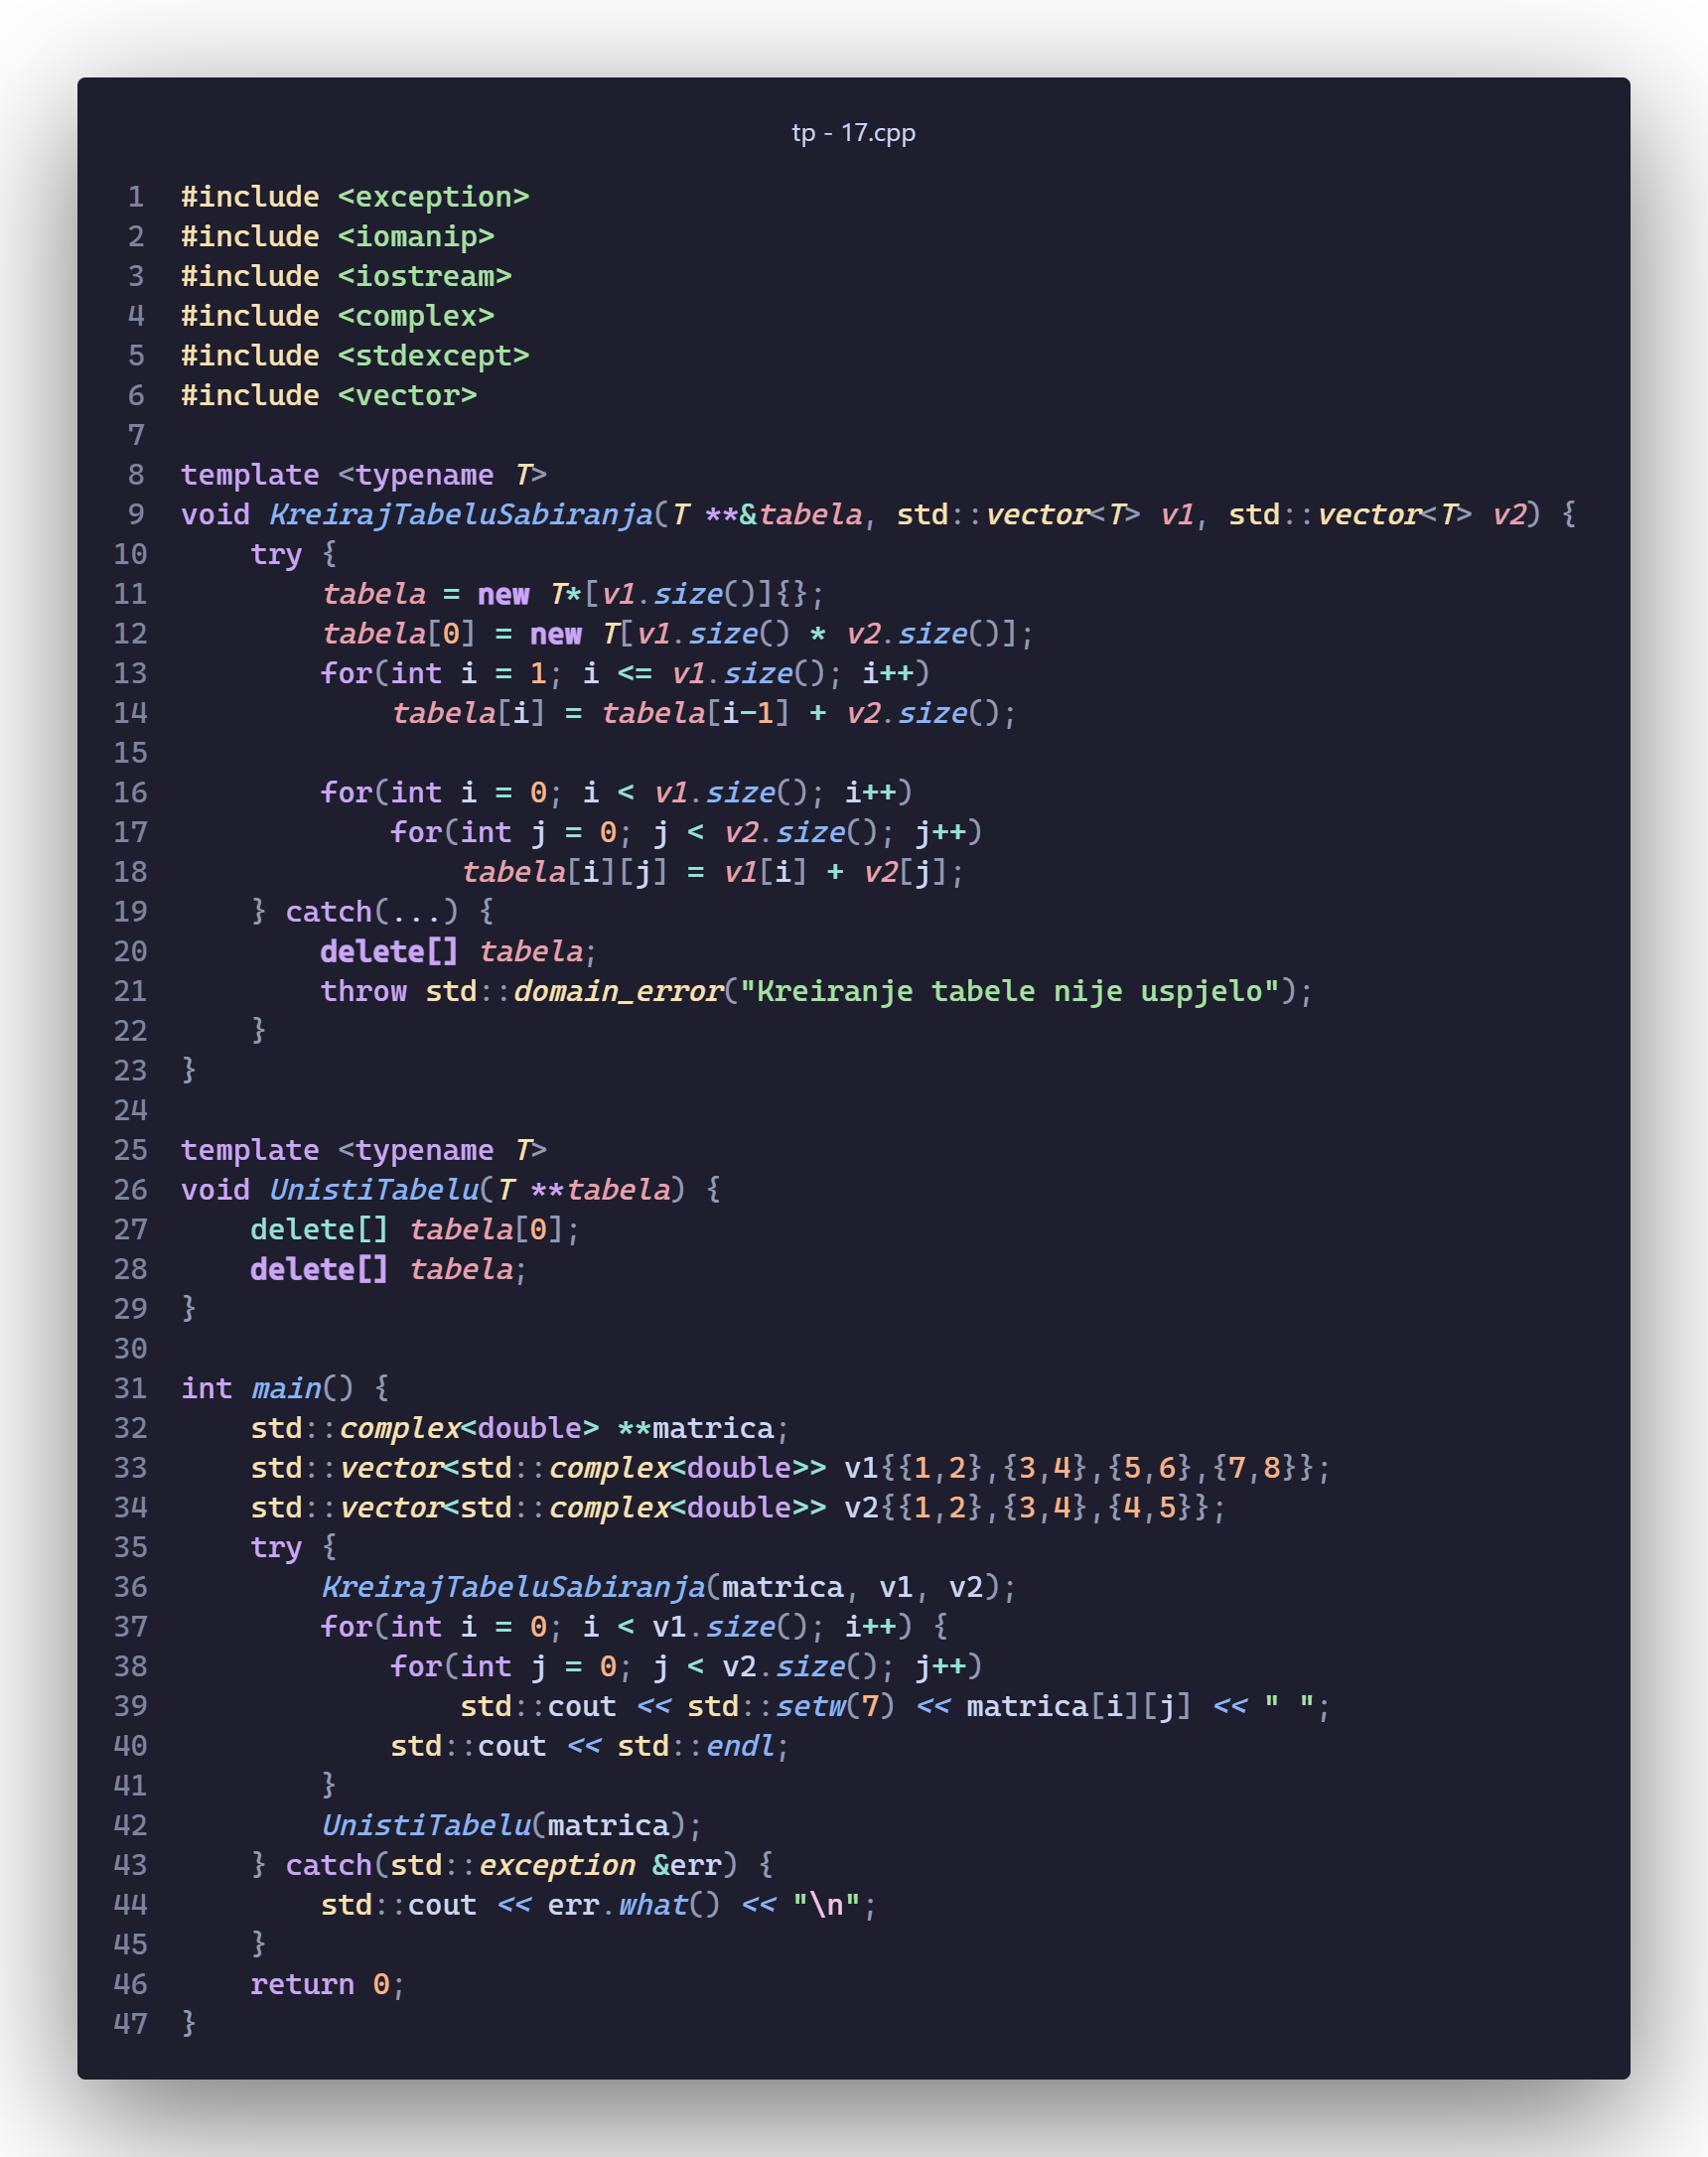 tp - 17.cpp
1 #include <exception>
2 #include <iomanip>
3 #include <iostream>
4 #include <complex>
5 #include <stdexcept>
6 #include <vector>
7
8 template <typename T>
9 void KreirajTabeluSabiranja(T **&tabela, std::vector<T> v1, std::vector<T> v2) {
10     try {
11         tabela = new T*[v1.size()]{};
12         tabela[0] = new T[v1.size() * v2.size()];
13         for(int i = 1; i <= v1.size(); i++)
14             tabela[i] = tabela[i-1] + v2.size();
15
16         for(int i = 0; i < v1.size(); i++)
17             for(int j = 0; j < v2.size(); j++)
18                 tabela[i][j] = v1[i] + v2[j];
19     } catch(...) {
20         delete[] tabela;
21         throw std::domain_error("Kreiranje tabele nije uspjelo");
22     }
23 }
24
25 template <typename T>
26 void UnistiTabelu(T **tabela) {
27     delete[] tabela[0];
28     delete[] tabela;
29 }
30
31 int main() {
32     std::complex<double> **matrica;
33     std::vector<std::complex<double>> v1{{1,2},{3,4},{5,6},{7,8}};
34     std::vector<std::complex<double>> v2{{1,2},{3,4},{4,5}};
35     try {
36         KreirajTabeluSabiranja(matrica, v1, v2);
37         for(int i = 0; i < v1.size(); i++) {
38             for(int j = 0; j < v2.size(); j++)
39                 std::cout << std::setw(7) << matrica[i][j] << " ";
40             std::cout << std::endl;
41         }
42         UnistiTabelu(matrica);
43     } catch(std::exception &err) {
44         std::cout << err.what() << "\n";
45     }
46     return 0;
47 }